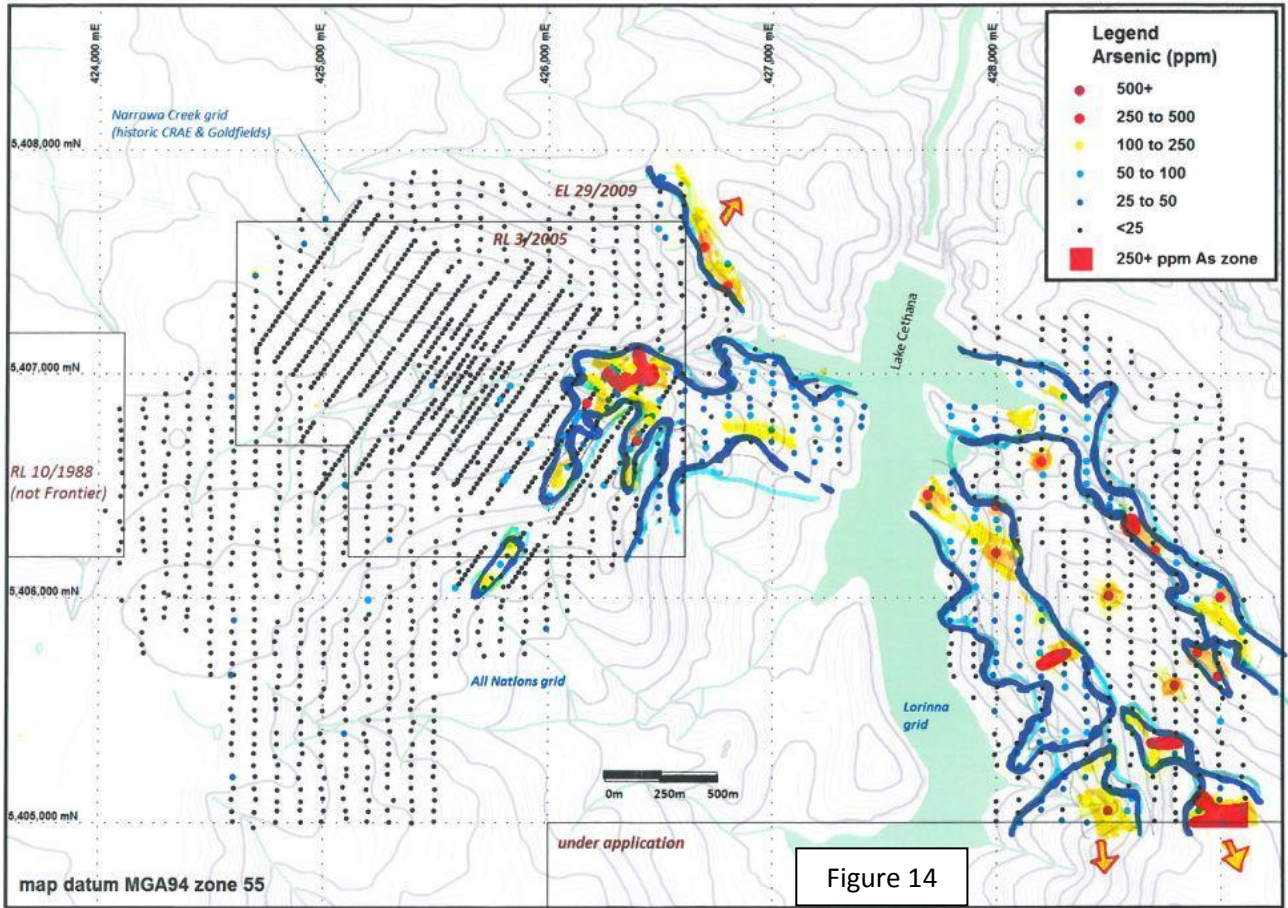 424,000 mE
425,000 mE
426,000 mE
427,000 mE
428,000 mE
Legend
Arsenic (ppm)
500+
250 to 500
100 to 250
50 to 100
25 to 50
<25
250+ ppm As zone
Narrawa Creek grid
(historic CRAE & Goldfields)
5,408,000 mN
EL 29/2009
RL 3/2005
Lake Cethana
5,407,000 mN
RL 10/1988
(not Frontier)
5,406,000 mN
All Nations grid
Lorinna
grid
0m 250m 500m
5,405,000 mN
under application
map datum MGA94 zone 55
Figure 14